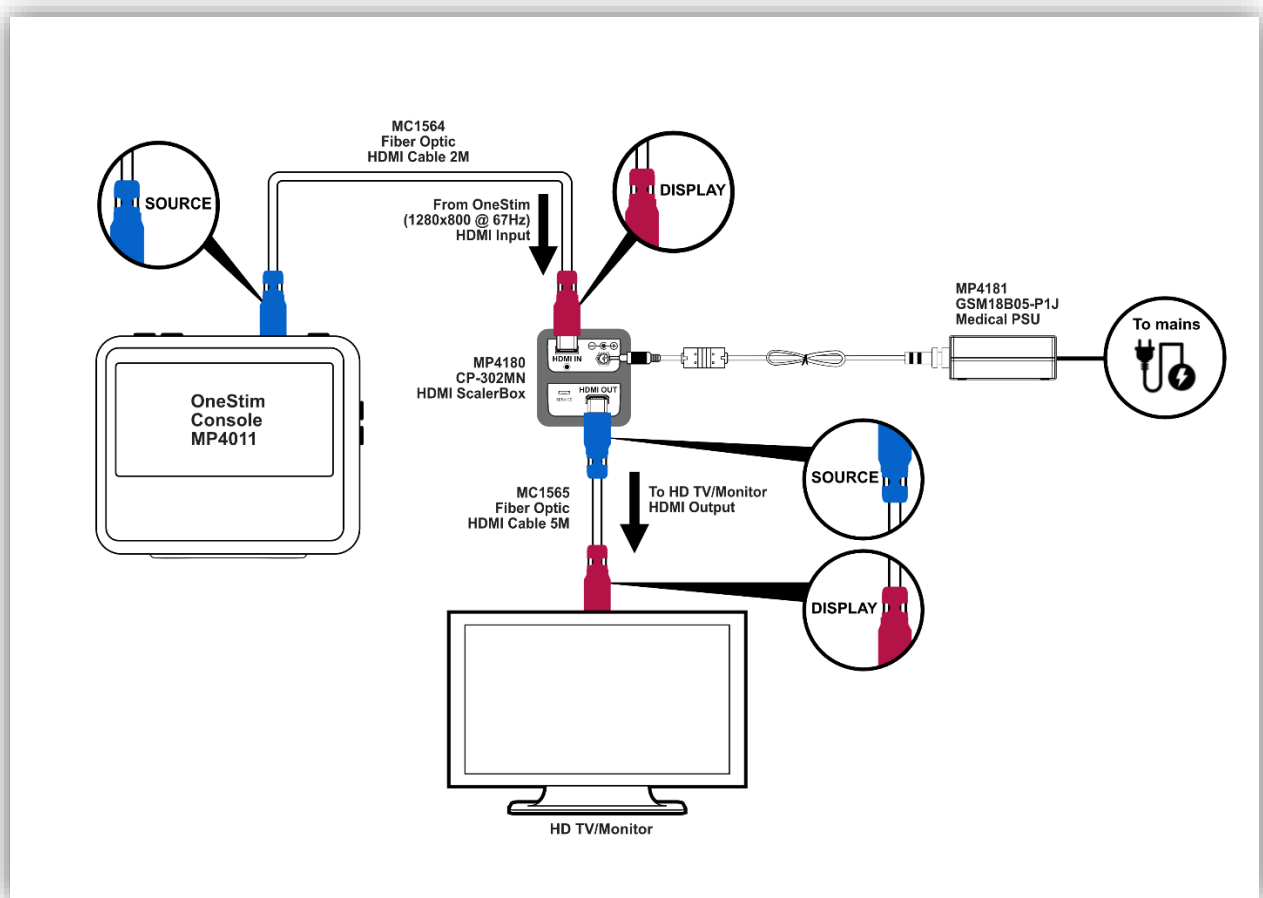 MC1564
Fiber Optic
HDMI Cable 2M
SOURCE
From OneStim
(1280x800 @ 67Hz)
HDMI Input
DISPLAY
MP4181
GSM18B05-P1J
Medical PSU
To mains
MP4180
CP-302MN
HDMI ScalerBox
HDMI IN
SERVICE
HDMI OUT
OneStim
Console
MP4011
MC1565
Fiber Optic
HDMI Cable 5M
To HD TV/Monitor
HDMI Output
SOURCE
DISPLAY
HD TV/Monitor